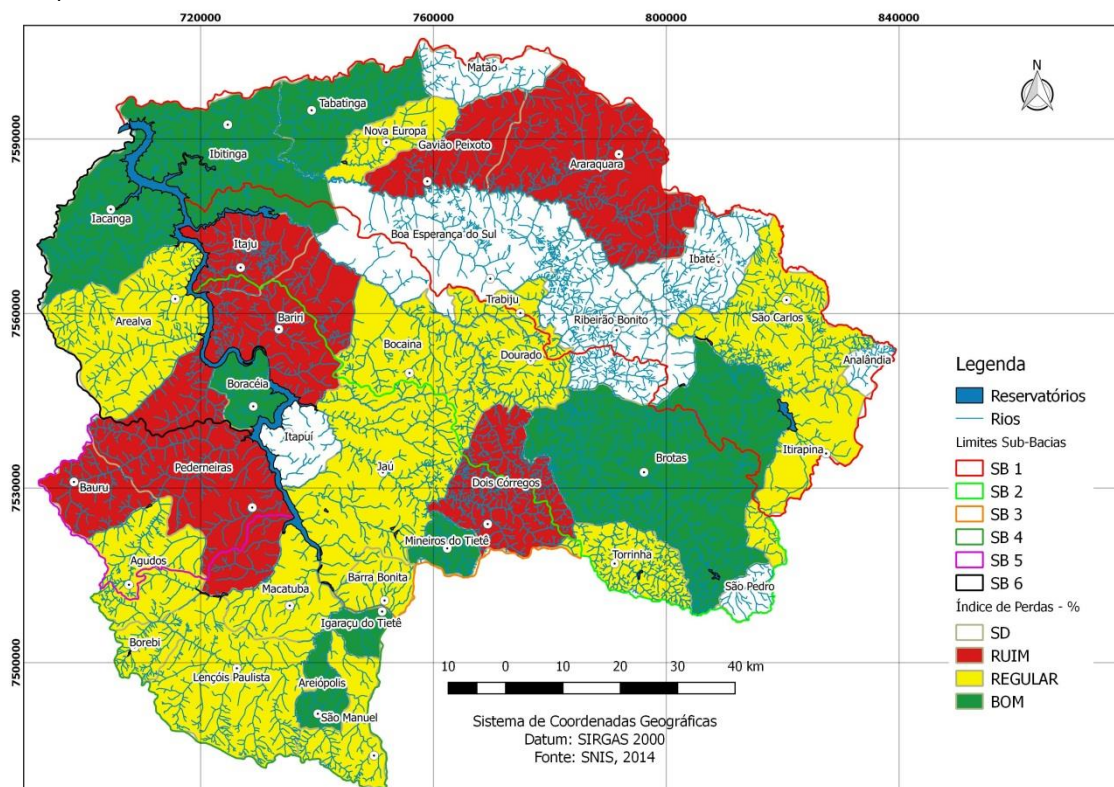 720000
760000
800000
840000
7590000
7560000
7530000
7500000
N
Matão
Tabatinga
Nova Europa
Ibitinga
Gavião Peixoto
Araraquara
Iacanga
Boa Esperança do Sul
Itaju
Ibaté
Trabiju
Arealva
Bariri
Ribeirão Bonito
São Carlos
Bocaina
Dourado
Analândia
Boracéia
Itapuí
Itirapina
Pederneiras
Jaú
Brotas
Bauru
Dois Córregos
Mineiros do Tietê
Agudos
Torrinha
Barra Bonita
São Pedro
Macatuba
Igaraçu do Tietê
Borebi
Lençóis Paulista
Areiópolis
São Manuel
Legenda
Reservatórios
Rios
Limites Sub-Bacias
SB 1
SB 2
SB 3
SB 4
SB 5
SB 6
Índice de Perdas - %
SD
RUIM
REGULAR
BOM
10 0 10 20 30 40 km
Sistema de Coordenadas Geográficas
Datum: SIRGAS 2000
Fonte: SNIS, 2014